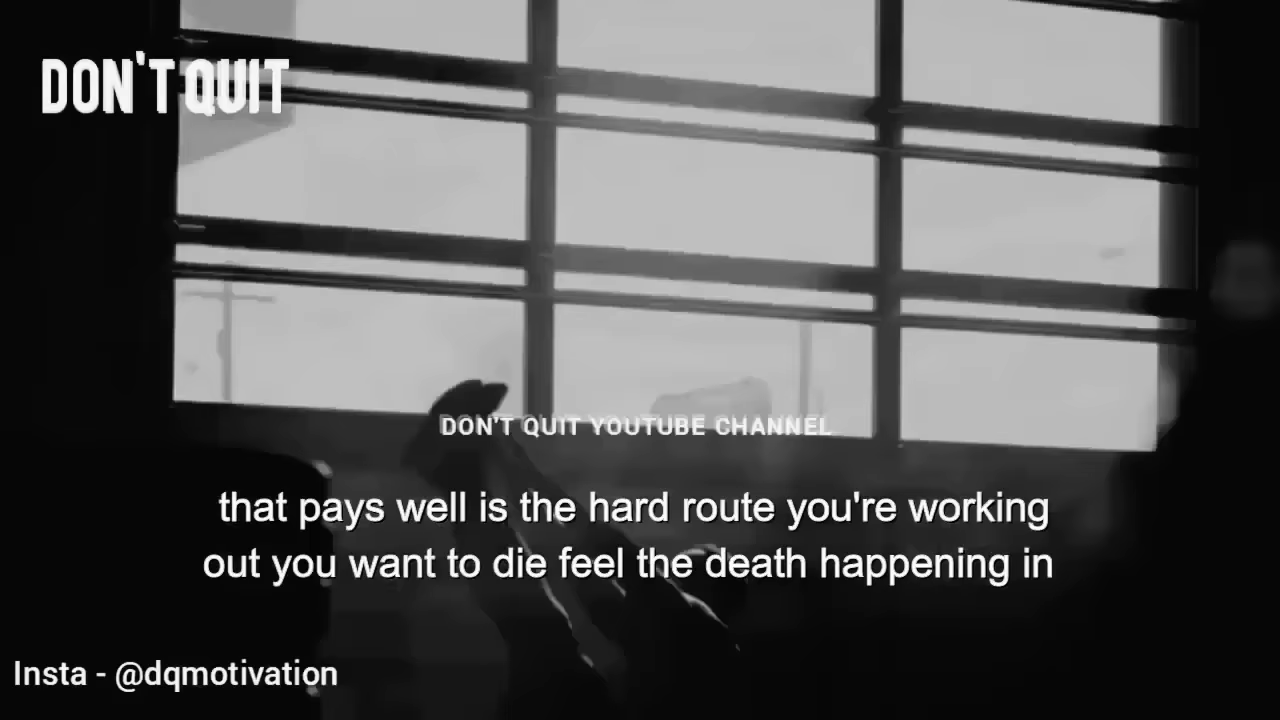 DON'T QUIT
DON'T QUIT YOUTUBE CHANNEL
that pays well is the hard route you're working
out you want to die feel the death happening in
Insta - @dqmotivation